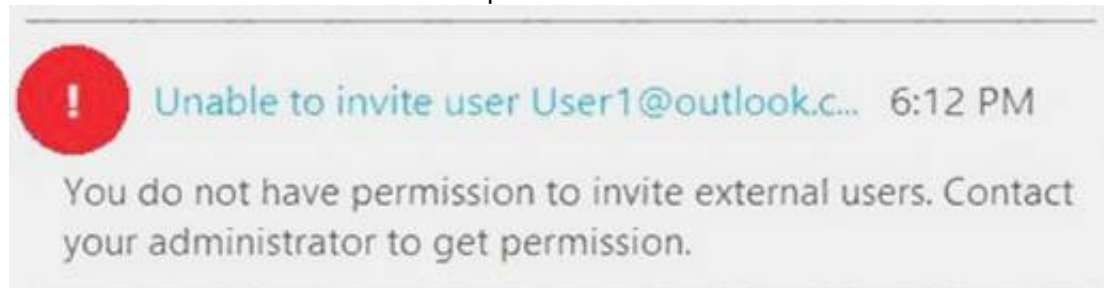 !
Unable to invite user User1@outlook.c... 6:12 PM
You do not have permission to invite external users. Contact
your administrator to get permission.